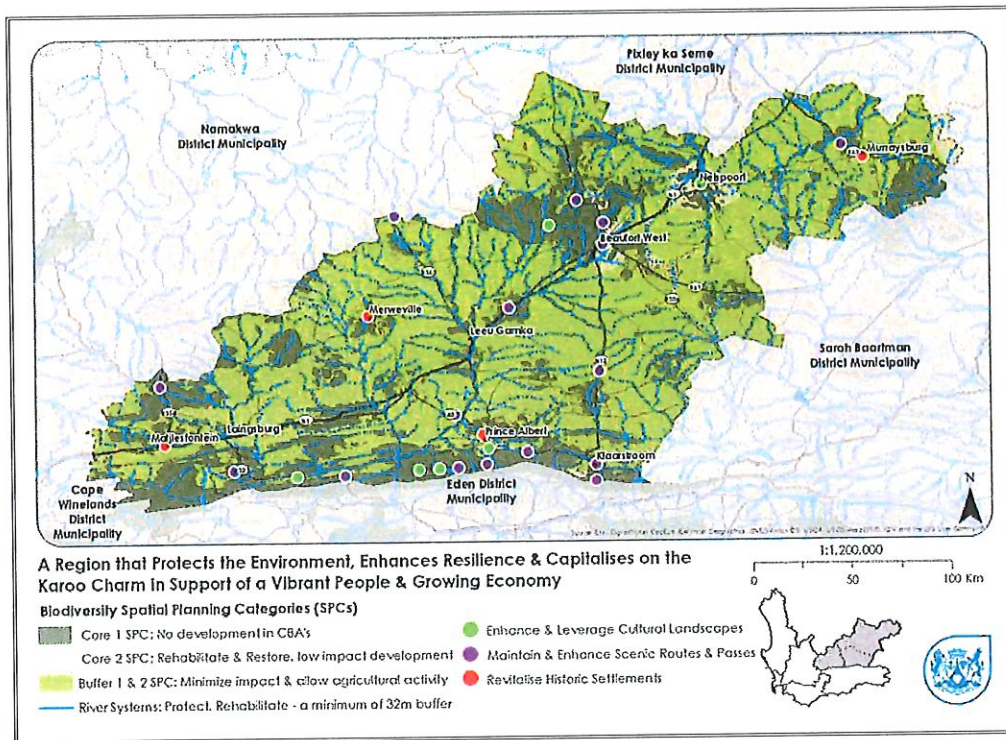 Pixley ka Seme
District Municipality
Namakwa
District Municipality
Murraysburg
Nelspoort
Beaufort West
Merweville
Leeu Gamka
Sarah Baartman
District Municipality
Laingsburg
Prince Albert
Matjiesfontein
Klaarstroom
Eden District
Municipality
Cape
Winelands
District
Municipality
N1
N1
N12
N
A Region that Protects the Environment, Enhances Resilience & Capitalises on the
Karoo Charm in Support of a Vibrant People & Growing Economy
1:1,200,000
0 50 100 Km
Biodiversity Spatial Planning Categories (SPCs)
Core 1 SPC: No development in CBA's
Core 2 SPC: Rehabilitate & Restore, low impact development
Buffer 1 & 2 SPC: Minimize impact & allow agricultural activity
River Systems: Protect, Rehabilitate - a minimum of 32m buffer
Enhance & Leverage Cultural Landscapes
Maintain & Enhance Scenic Routes & Passes
Revitalise Historic Settlements